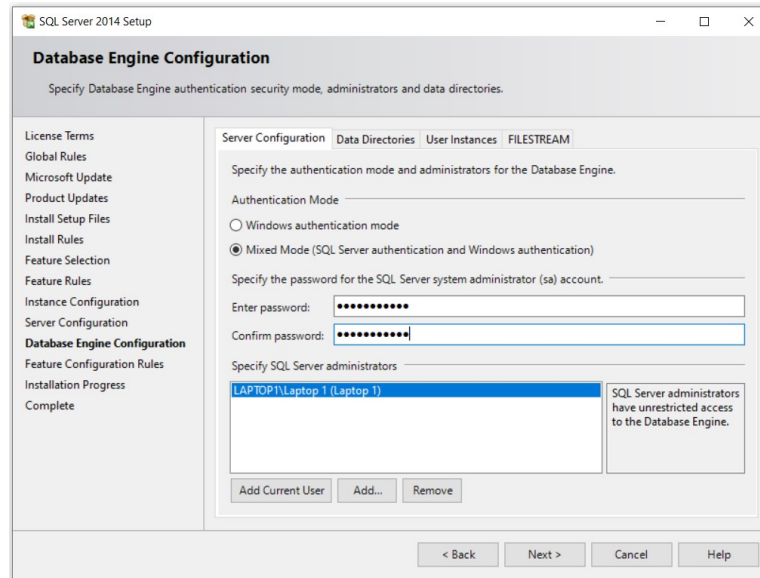 SQL Server 2014 Setup
Database Engine Configuration
Specify Database Engine authentication security mode, administrators and data directories.
License Terms
Global Rules
Microsoft Update
Product Updates
Install Setup Files
Install Rules
Feature Selection
Feature Rules
Instance Configuration
Server Configuration
Database Engine Configuration
Feature Configuration Rules
Installation Progress
Complete
Server Configuration Data Directories User Instances FILESTREAM
Specify the authentication mode and administrators for the Database Engine.
Authentication Mode
Windows authentication mode
Mixed Mode (SQL Server authentication and Windows authentication)
Specify the password for the SQL Server system administrator (sa) account.
Enter password: ●●●●●●●●●●●
Confirm password: ●●●●●●●●●●●
Specify SQL Server administrators
LAPTOP1\Laptop 1 (Laptop 1)
SQL Server administrators
have unrestricted access
to the Database Engine.
Add Current User Add... Remove
< Back Next > Cancel Help